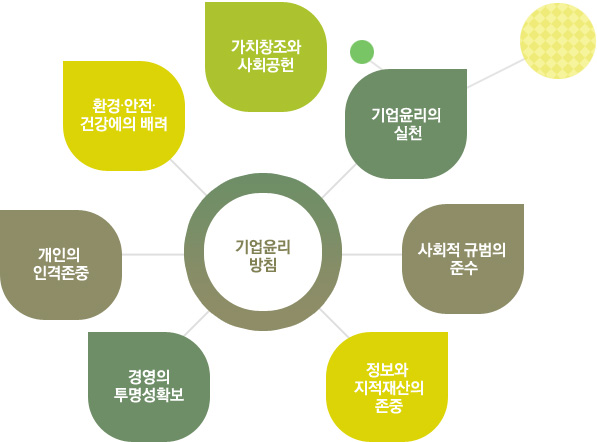 가치창조와
사회공헌
환경·안전·
건강에의 배려
기업윤리의
실천
개인의
인격존중
기업윤리
방침
사회적 규범의
준수
경영의
투명성확보
정보와
지적재산의
존중